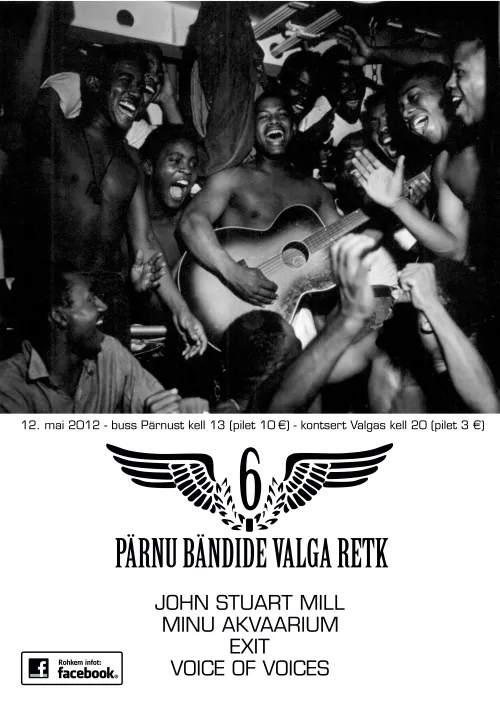 12. mai 2012 - buss Pärnust kell 13 (pilet 10 €) - kontsert Valgas kell 20 (pilet 3 €)
6
PÄRNU BÄNDIDE VALGA RETK
JOHN STUART MILL
MINU AKVAARIUM
EXIT
VOICE OF VOICES
Rohkem infot:
f facebook®